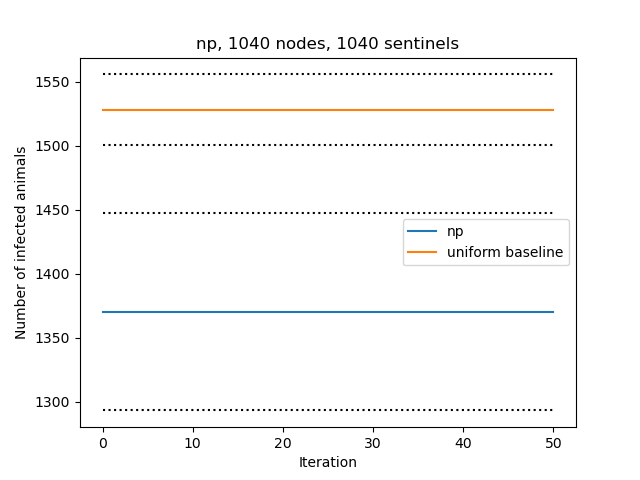 np, 1040 nodes, 1040 sentinels
Number of infected animals
1550
1500
1450
1400
1350
1300
np
uniform baseline
0 10 20 30 40 50
Iteration